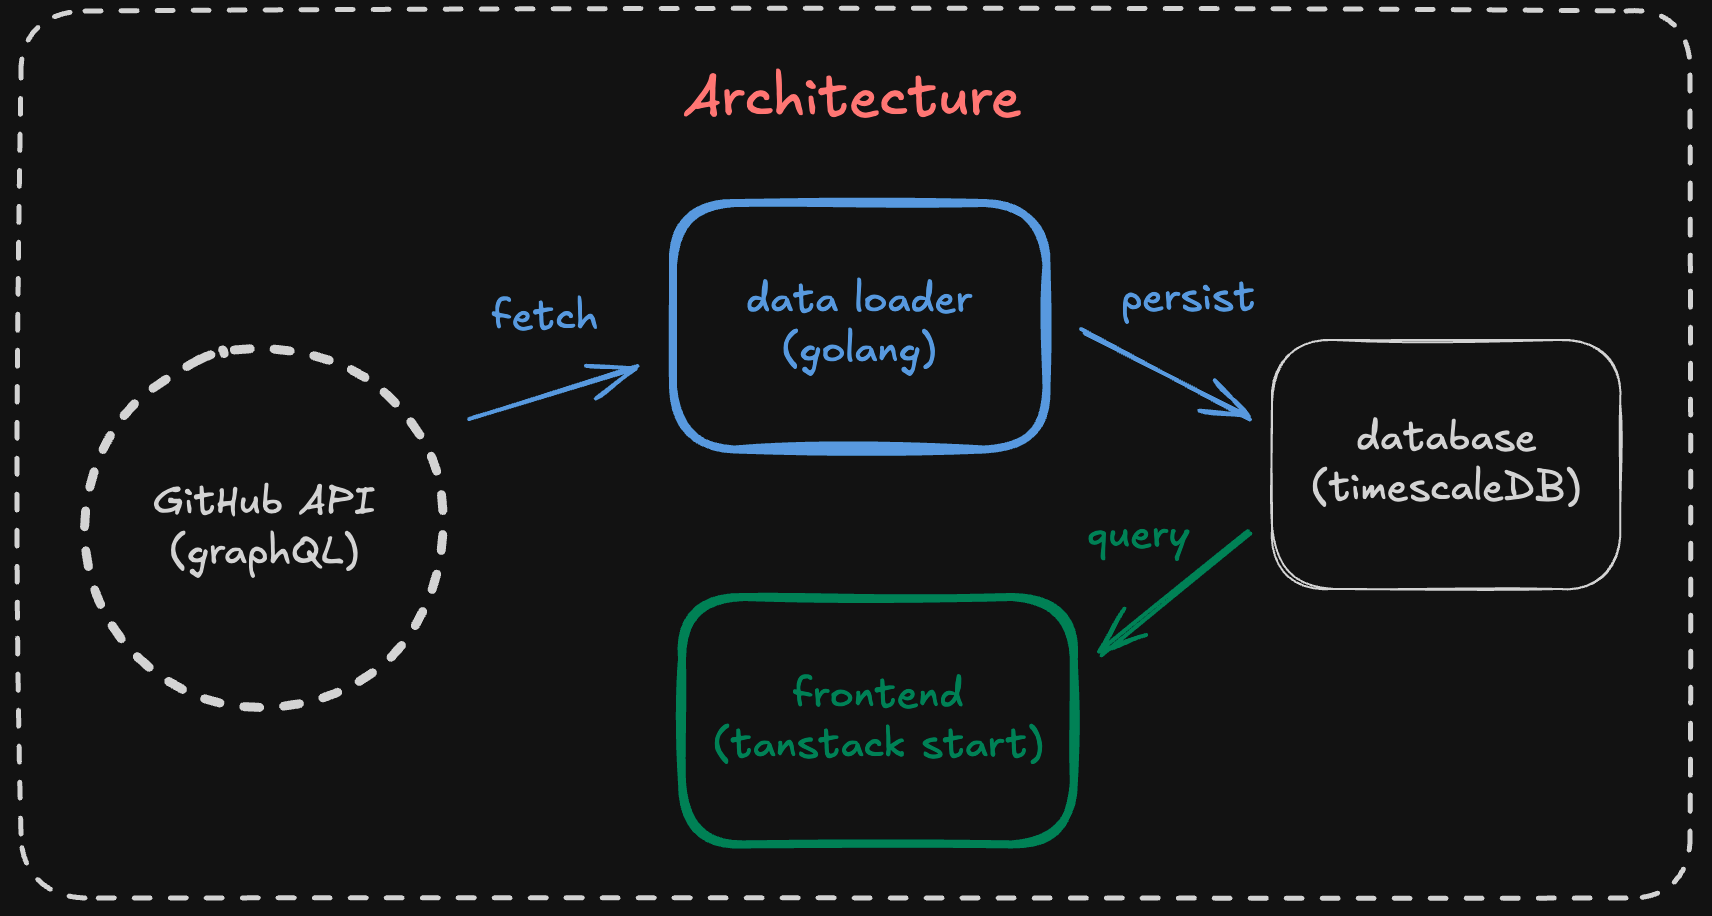 Architecture
fetch
data loader
(golang)
persist
GitHub API
(graphQL)
database
(timescaleDB)
query
frontend
(tanstack start)